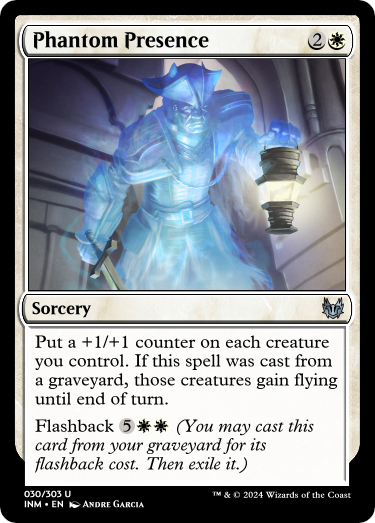 Phantom Presence 2
Sorcery
Put a +1/+1 counter on each creature
you control. If this spell was cast from
a graveyard, those creatures gain flying
until end of turn.
Flashback 5 (You may cast this
card from your graveyard for its
flashback cost. Then exile it.)
030/303 U
INM • EN Andre Garcia ™ & © 2024 Wizards of the Coast